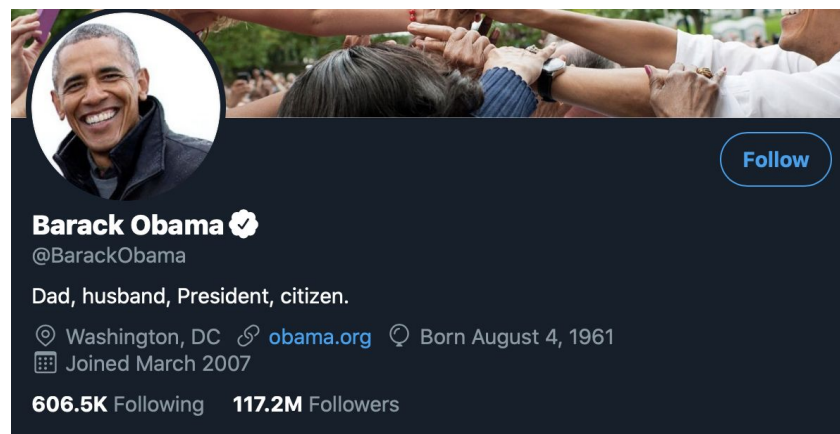 Follow
Barack Obama
@BarackObama
Dad, husband, President, citizen.
Washington, DC obama.org Born August 4, 1961
Joined March 2007
606.5K Following 117.2M Followers